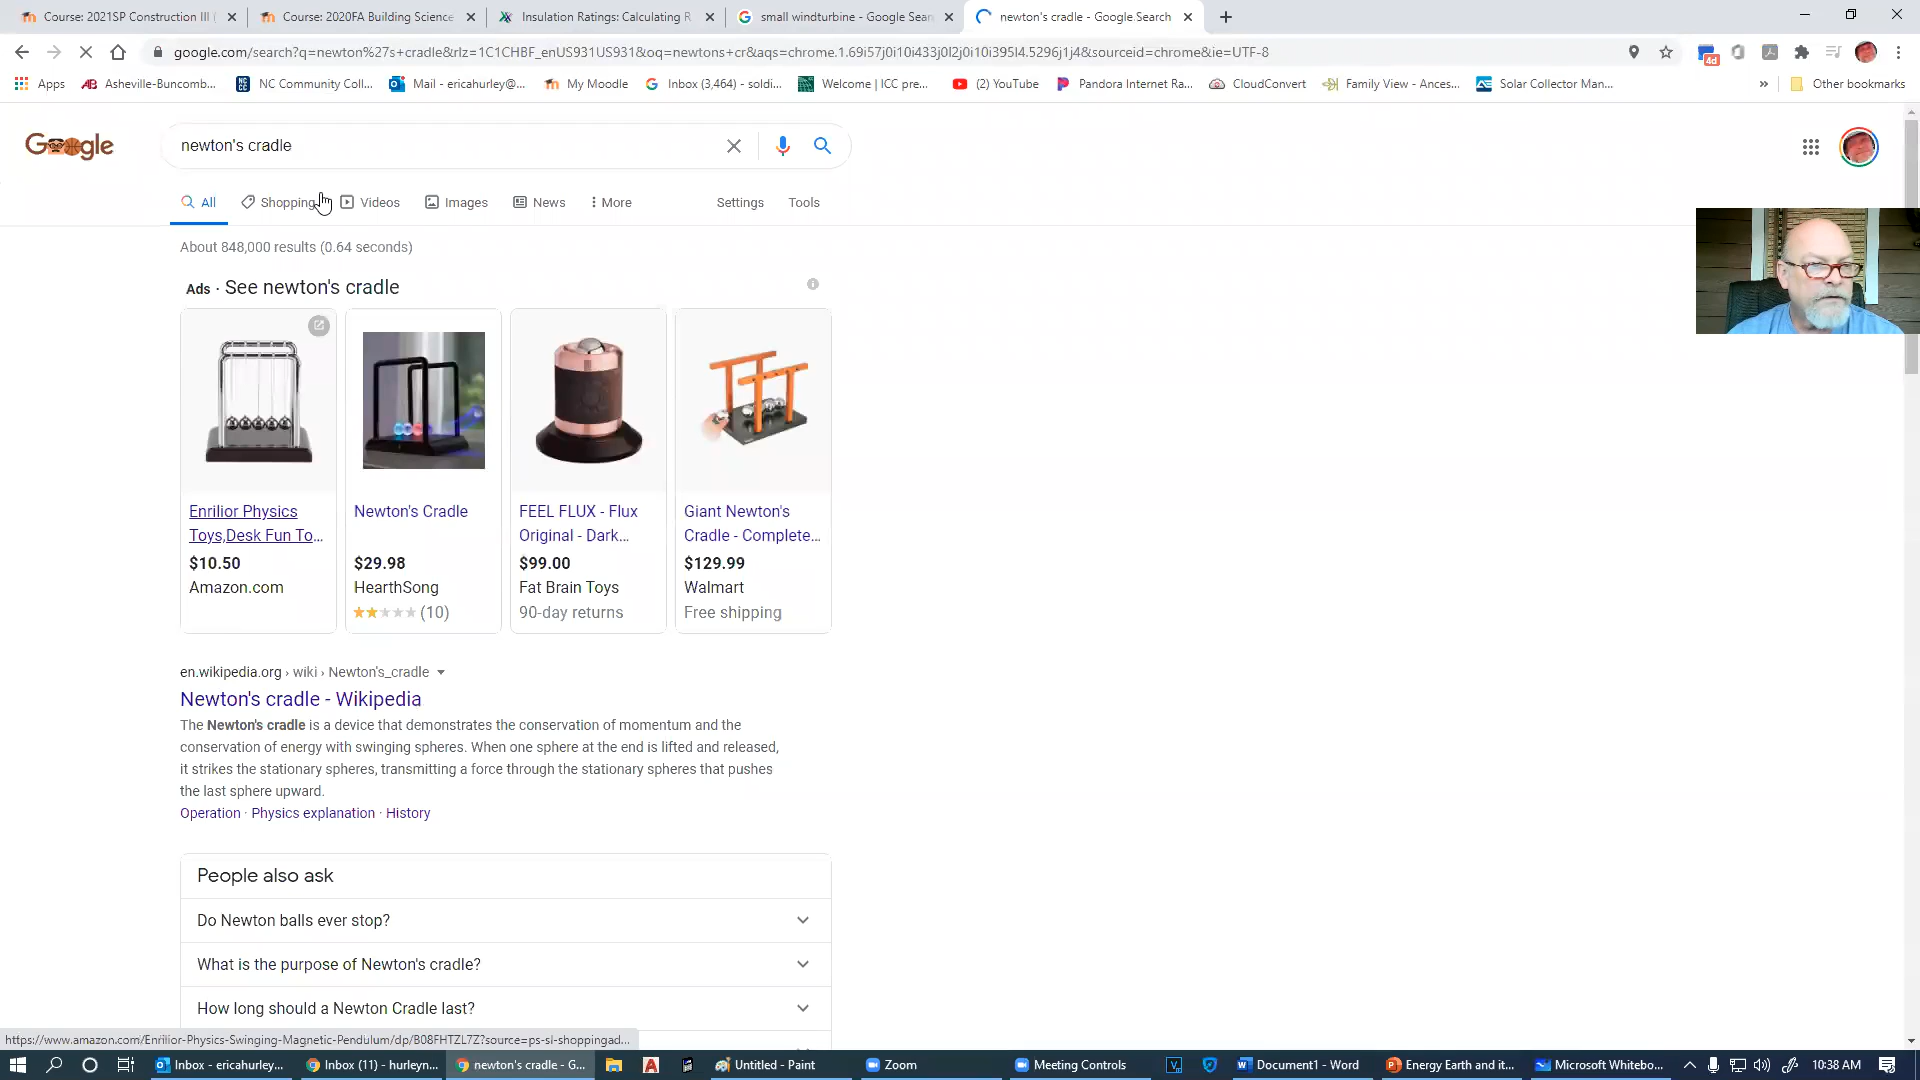 Course: 2021SP Construction III (
Course: 2020FA Building Science
Insulation Ratings: Calculating R
small windturbine - Google Sear
newton's cradle - Google Search
google.com/search?q=newton%27s+cradle&rlz=1C1CHBF_enUS931US931&oq=newtons+cr&aqs=chrome.1.69i57j0i10i433j0l2j0i10i395l4.5296j1j4&sourceid=chrome&ie=UTF-8
4d
Apps
Asheville-Buncomb...
NC Community Coll...
Mail - ericahurley@...
My Moodle
Inbox (3,464) - soldi...
Welcome | ICC pre...
(2) YouTube
Pandora Internet Ra...
CloudConvert
Family View - Ances...
Solar Collector Man...
»
Other bookmarks
Google
newton's cradle
All
Shopping
Videos
Images
News
More
Settings
Tools
About 848,000 results (0.64 seconds)
Ads · See newton's cradle
Enrilior Physics
Toys,Desk Fun To...
$10.50
Amazon.com
Newton's Cradle
$29.98
HearthSong
(10)
FEEL FLUX - Flux
Original - Dark...
$99.00
Fat Brain Toys
90-day returns
Giant Newton's
Cradle - Complete...
$129.99
Walmart
Free shipping
en.wikipedia.org › wiki › Newton's_cradle
Newton's cradle - Wikipedia
The Newton's cradle is a device that demonstrates the conservation of momentum and the
conservation of energy with swinging spheres. When one sphere at the end is lifted and released,
it strikes the stationary spheres, transmitting a force through the stationary spheres that pushes
the last sphere upward.
Operation · Physics explanation · History
People also ask
Do Newton balls ever stop?
What is the purpose of Newton's cradle?
How long should a Newton Cradle last?
https://www.amazon.com/Enrilior-Physics-Swinging-Magnetic-Pendulum/dp/B08FHTZL7Z?source=ps-sl-shoppingad...
Inbox - ericahurley...
Inbox (11) - hurleyn...
newton's cradle - G...
Untitled - Paint
Zoom
Meeting Controls
Document1 - Word
Energy Earth and it...
Microsoft Whitebo...
10:38 AM